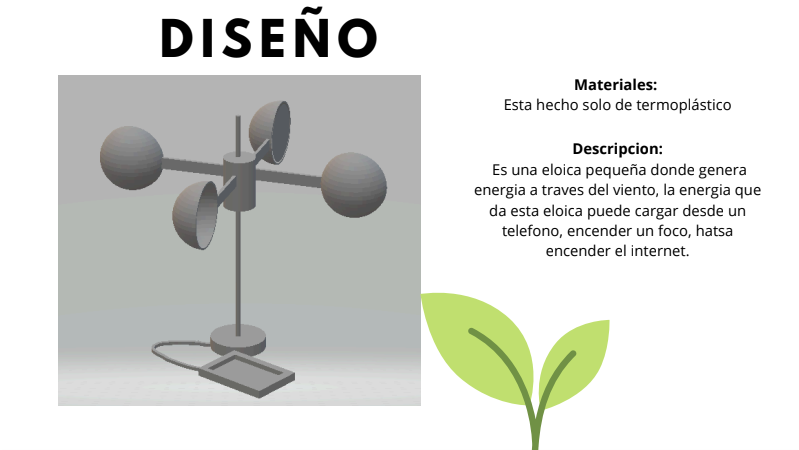 DISEÑO
Materiales:
Esta hecho solo de termoplástico
Descripcion:
Es una eloica pequeña donde genera
energia a traves del viento, la energia que
da esta eloica puede cargar desde un
telefono, encender un foco, hatsa
encender el internet.